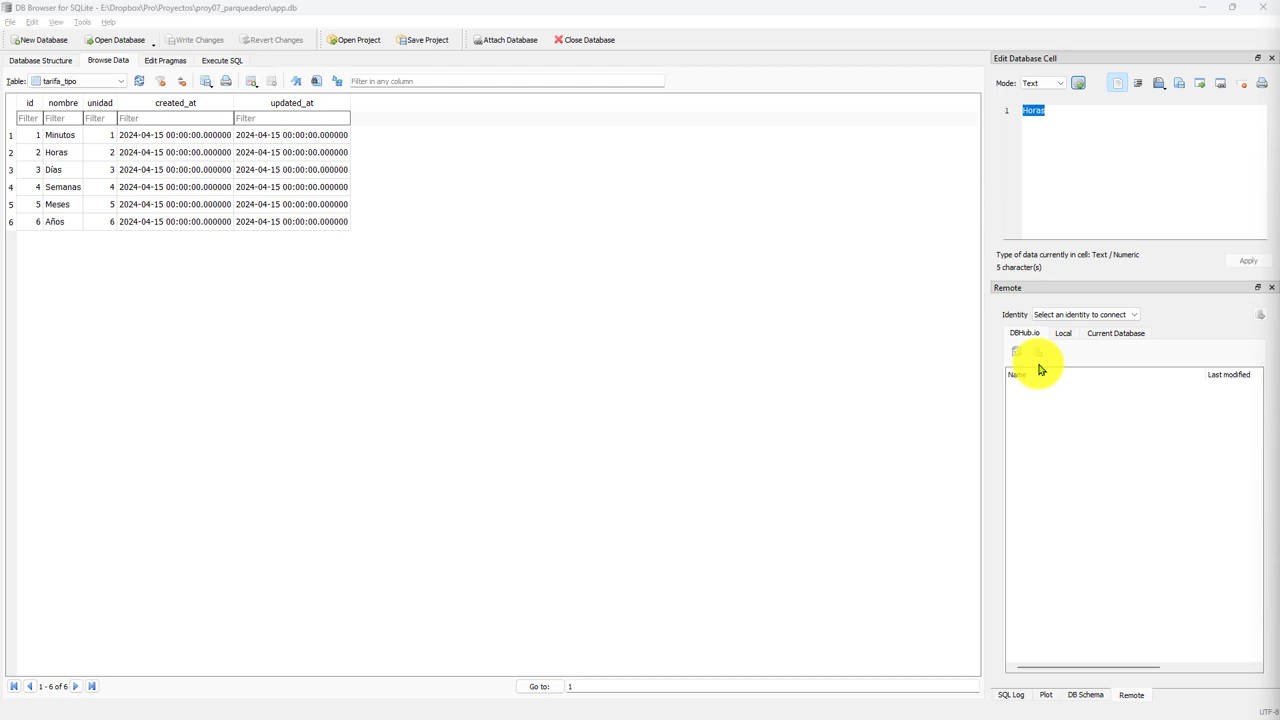 DB Browser for SQLite - E:\Dropbox\Pro\Proyectos\proy07_parqueadero\app.db
File Edit View Tools Help
New Database Open Database Write Changes Revert Changes Open Project Save Project Attach Database Close Database
Database Structure Browse Data Edit Pragmas Execute SQL
Table: tarifa_tipo Filter in any column
id nombre unidad created_at updated_at
Filter Filter Filter Filter Filter
1 1 Minutos 1 2024-04-15 00:00:00.000000 2024-04-15 00:00:00.000000
2 2 Horas 2 2024-04-15 00:00:00.000000 2024-04-15 00:00:00.000000
3 3 Días 3 2024-04-15 00:00:00.000000 2024-04-15 00:00:00.000000
4 4 Semanas 4 2024-04-15 00:00:00.000000 2024-04-15 00:00:00.000000
5 5 Meses 5 2024-04-15 00:00:00.000000 2024-04-15 00:00:00.000000
6 6 Años 6 2024-04-15 00:00:00.000000 2024-04-15 00:00:00.000000
1 - 6 of 6 Go to: 1
Edit Database Cell
Mode: Text
1 Horas
Type of data currently in cell: Text / Numeric
5 character(s)
Apply
Remote
Identity Select an identity to connect
DBHub.io Local Current Database
Name Last modified
SQL Log Plot DB Schema Remote
UTF-8